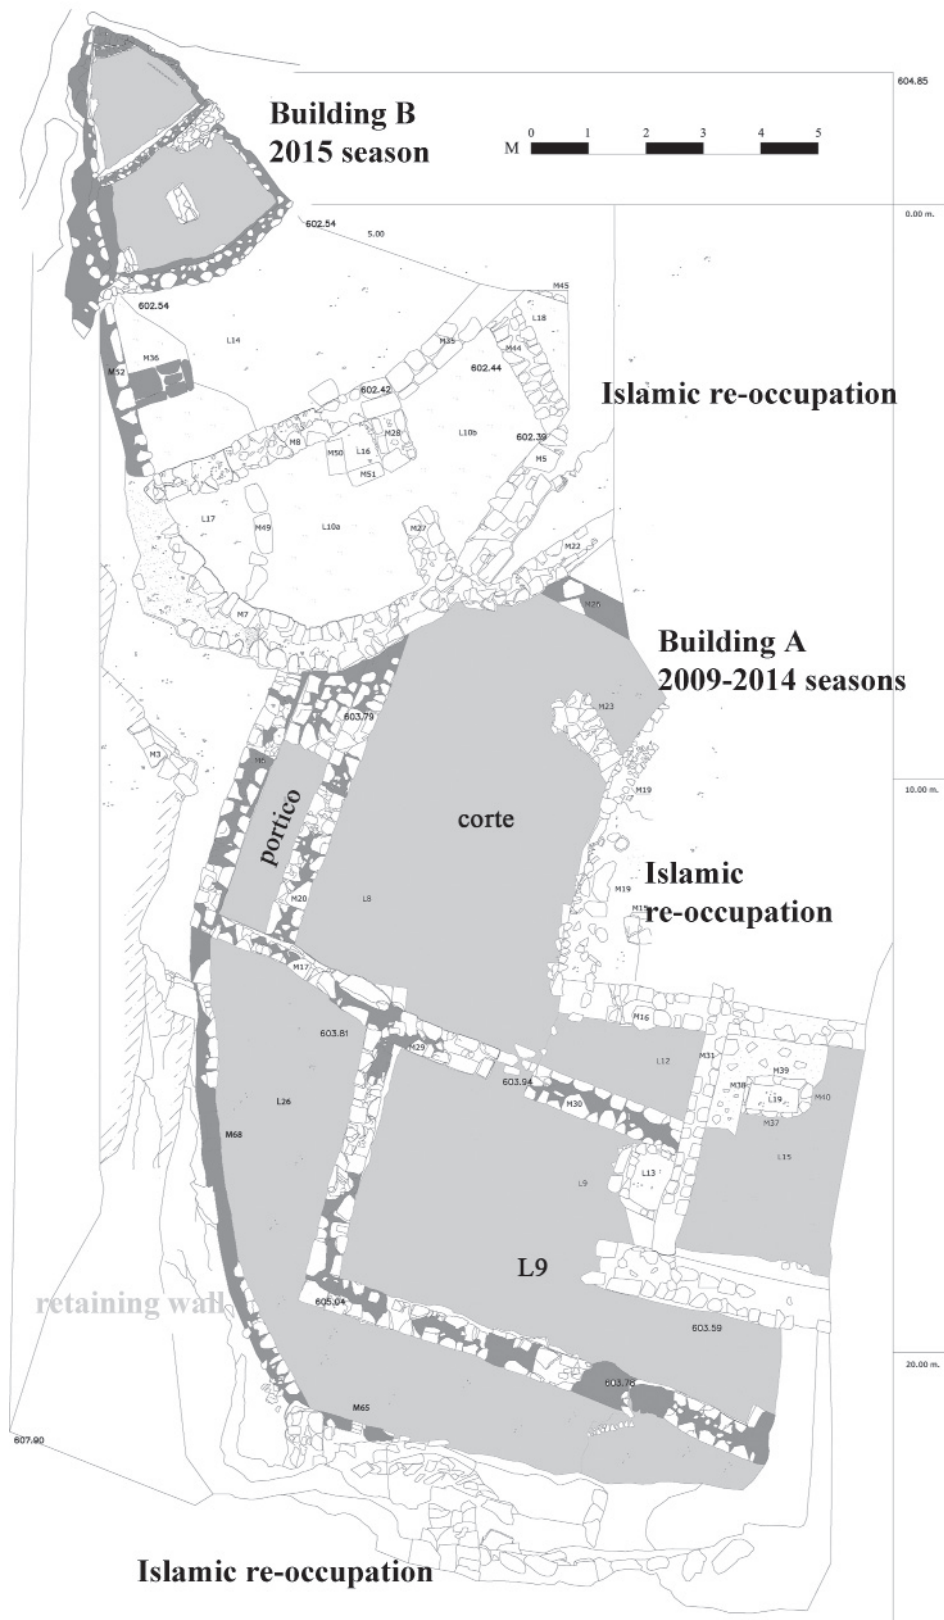 604.85
Building B
2015 season
M 0 1 2 3 4 5
0.00 m.
602.54
5.00
602.54
M45
L18
L14
M35
M44
M36
M52
602.44
602.42
Islamic re-occupation
M28
M8
L10b
602.39
M50
L16
M5
M51
L17
M49
L10a
M27
M22
M7
M26
Building A
2009-2014 seasons
M23
603.79
M3
M6
M19
10.00 m.
corte
portico
Islamic
re-occupation
M19
M20
L8
M17
M16
603.81
M29
L12
M31
M39
603.94
M38
L19
M40
L26
M30
M37
M68
L13
L15
L9
L9
retaining wall
605.04
603.59
20.00 m.
603.76
M65
607.90
Islamic re-occupation